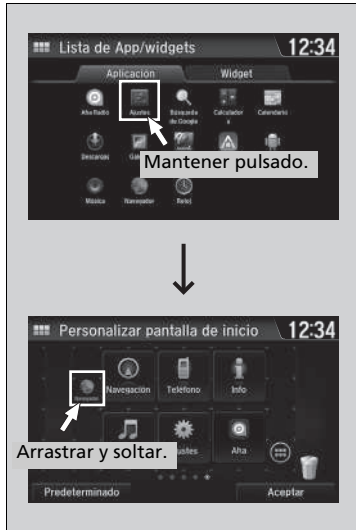 Lista de App/widgets 12:34
Aplicación Widget
Aha Radio Ajustes Búsqueda de Google Calculadora Calendario
Descargas
Mantener pulsado.
Música Navegador Reloj
Personalizar pantalla de inicio 12:34
Navegación Teléfono Info
Navegador
Arrastrar y soltar.
Aha
Predeterminado Aceptar